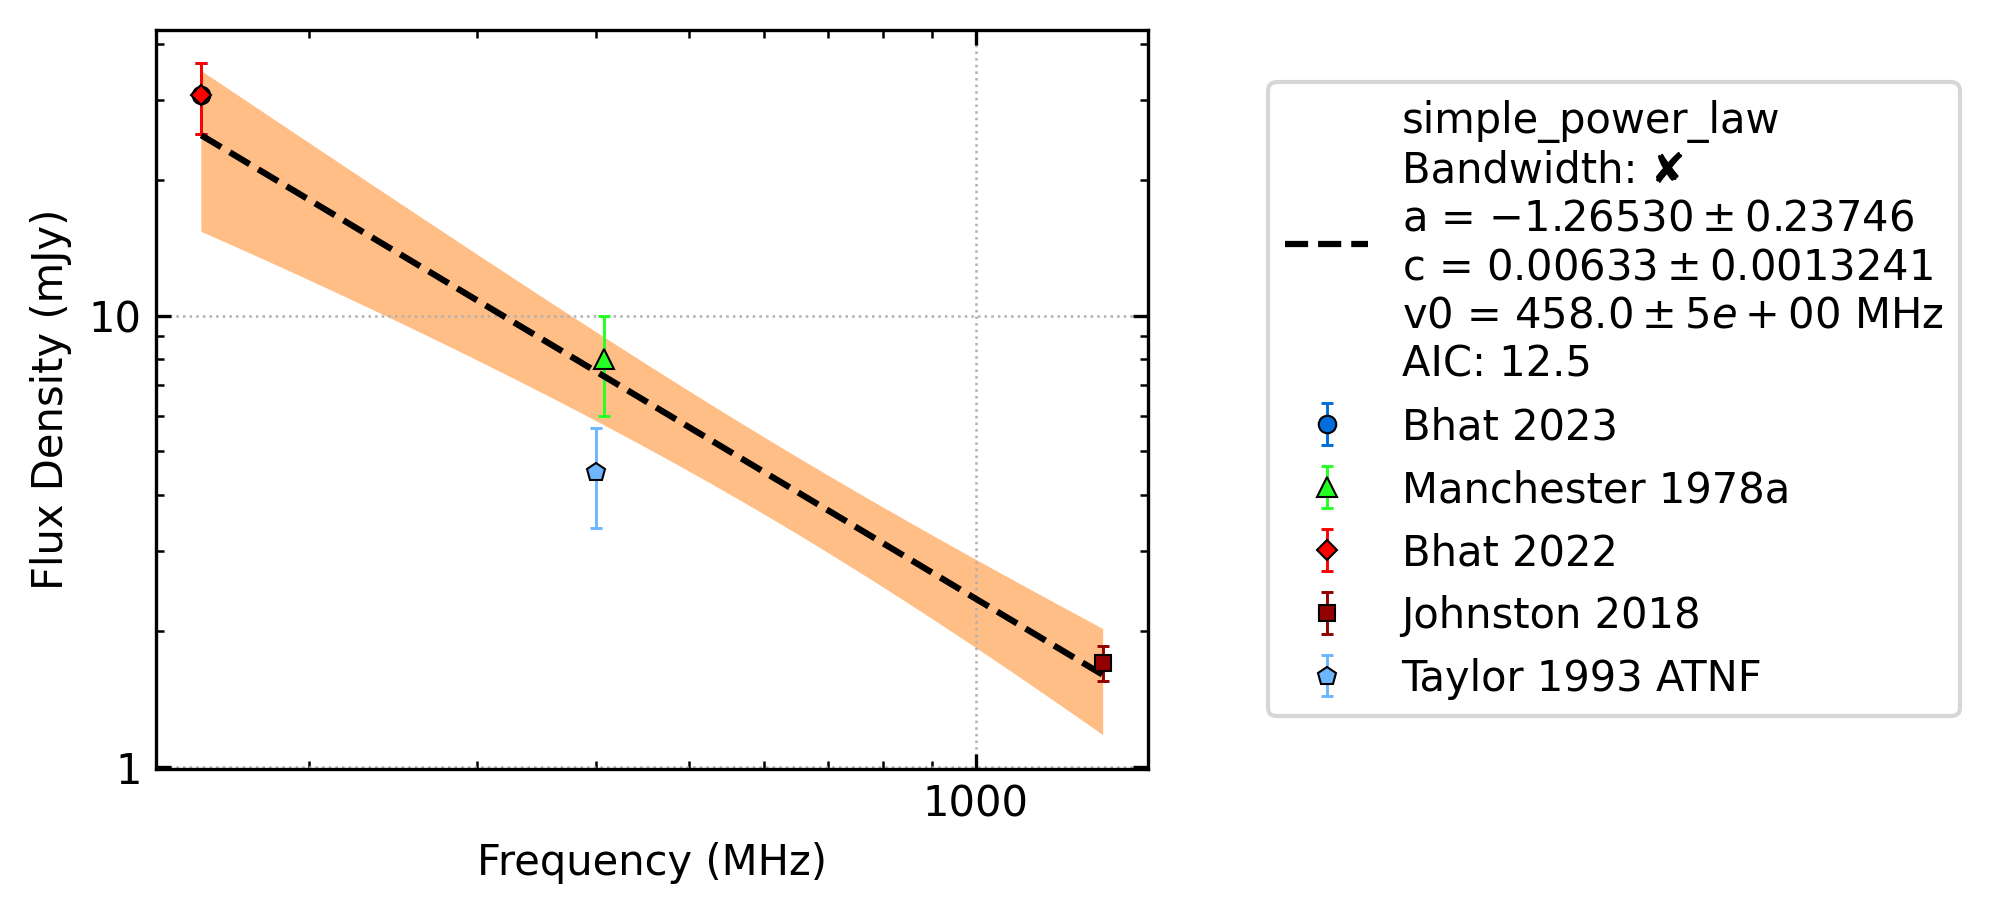 10
1
Flux Density (mJy)
1000
Frequency (MHz)
simple_power_law
Bandwidth: ✘
a = −1.26530 ± 0.23746
c = 0.00633 ± 0.0013241
v0 = 458.0 ± 5e + 00 MHz
AIC: 12.5
Bhat 2023
Manchester 1978a
Bhat 2022
Johnston 2018
Taylor 1993 ATNF